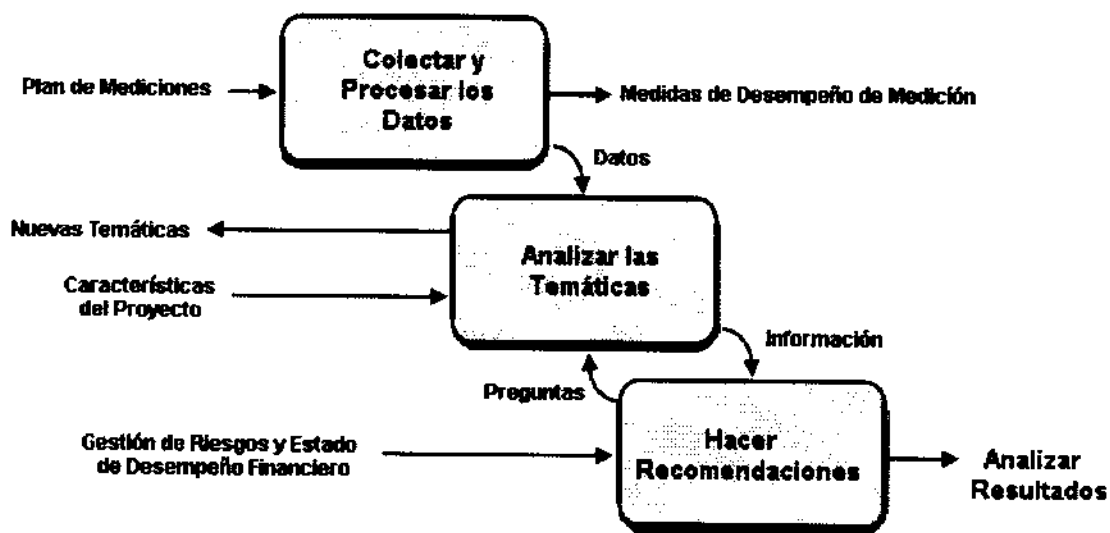 Colectar y
Procesar los
Datos
Plan de Mediciones
Medidas de Desempeño de Medición
Datos
Nuevas Temáticas
Analizar las
Temáticas
Características
del Proyecto
Información
Preguntas
Hacer
Recomendaciones
Gestión de Riesgos y Estado
de Desempeño Financiero
Analizar
Resultados